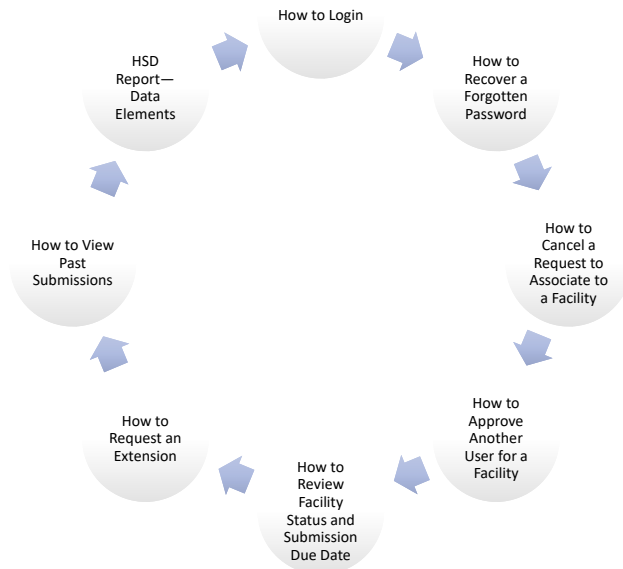 How to Login
How to
Recover a
Forgotten
Password
How to
Cancel a
Request to
Associate to
a Facility
How to
Approve
Another
User for a
Facility
How to
Review
Facility
Status and
Submission
Due Date
How to
Request an
Extension
How to View
Past
Submissions
HSD
Report—
Data
Elements